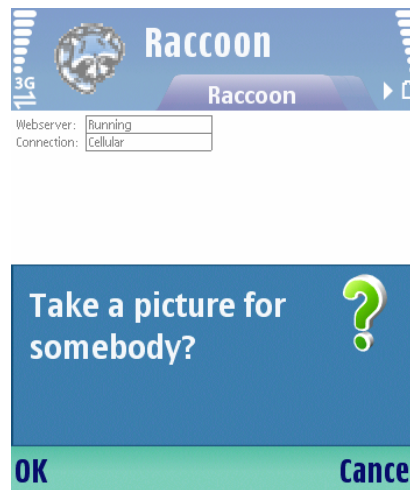 Raccoon
3G
Raccoon
Webserver: Running
Connection: Cellular
Take a picture for
somebody?
OK Cance